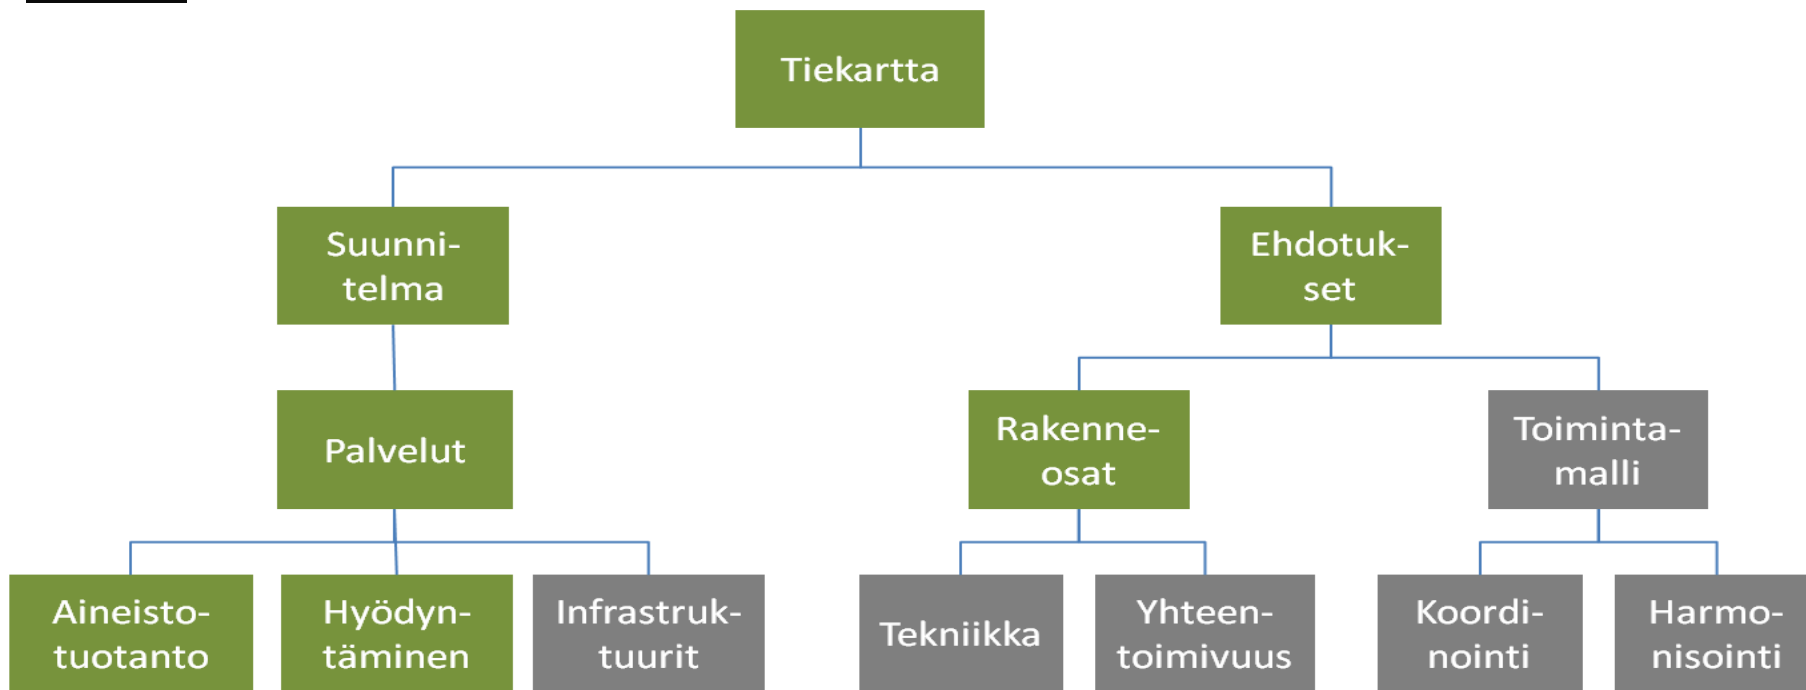 Tiekartta
Suunni-
telma
Ehdotuk-
set
Palvelut
Rakenne-
osat
Toiminta-
malli
Aineisto-
tuotanto
Hyödyn-
täminen
Infrastruk-
tuurit
Tekniikka
Yhteen-
toimivuus
Koordi-
nointi
Harmo-
nisointi